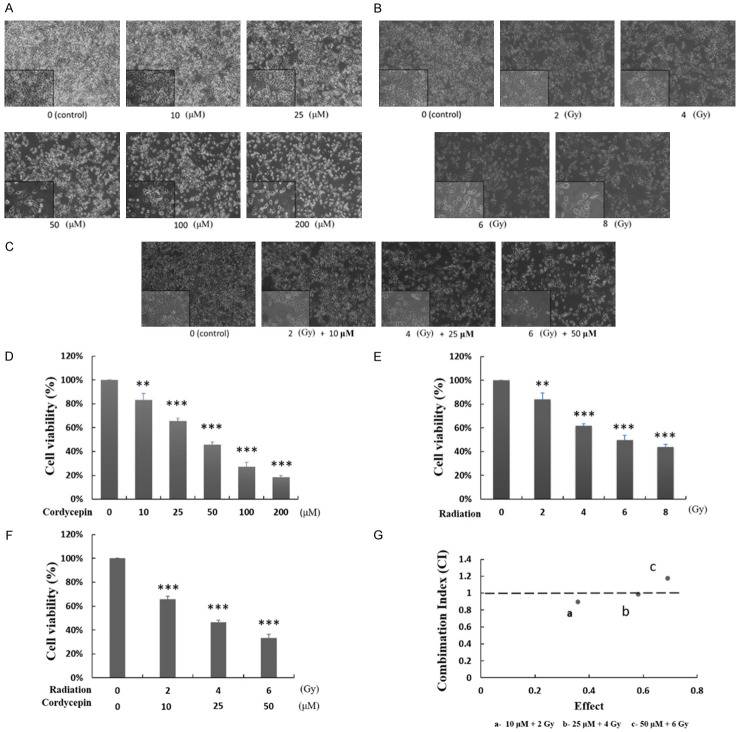 A
B
0 (control)
10 (μM)
25 (μM)
0 (control)
2 (Gy)
4 (Gy)
50 (μM)
100 (μM)
200 (μM)
6 (Gy)
8 (Gy)
C
0 (control)
2 (Gy) + 10 μM
4 (Gy) + 25 μM
6 (Gy) + 50 μM
D
Cell viability (%)
120%
100%
80%
60%
40%
20%
0%
** *** *** *** ***
Cordycepin 0 10 25 50 100 200 (μM)
E
Cell viability (%)
120%
100%
80%
60%
40%
20%
0%
** *** *** ***
Radiation 0 2 4 6 8 (Gy)
F
Cell viability (%)
120%
100%
80%
60%
40%
20%
0%
*** *** ***
Radiation 0 2 4 6 (Gy)
Cordycepin 0 10 25 50 (μM)
G
Combimation Index (CI)
1.4
1.2
1
0.8
0.6
0.4
0.2
0
a
b
c
0 0.2 0.4 0.6 0.8
Effect
a- 10 μM + 2 Gy b- 25 μM + 4 Gy c- 50 μM + 6 Gy